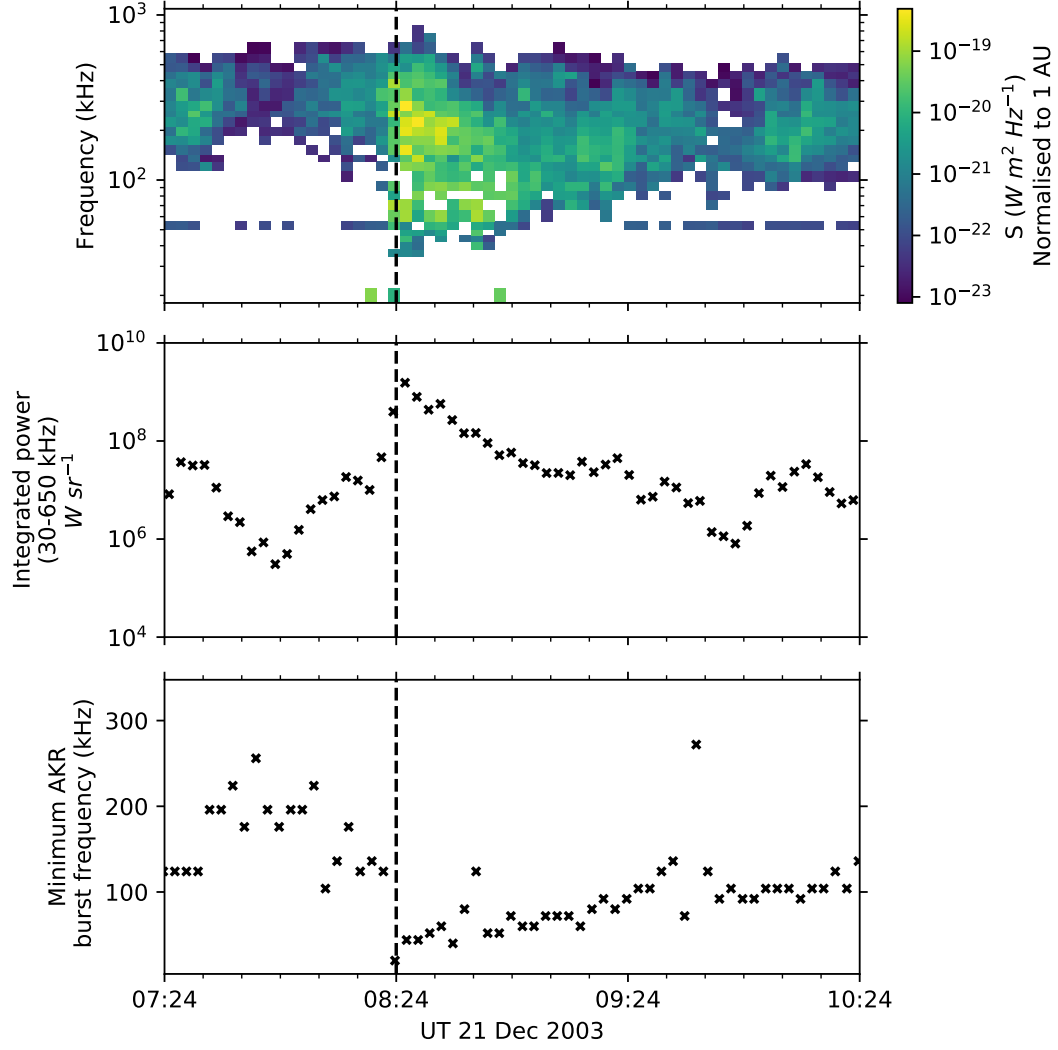 10³
10²
Frequency (kHz)
10⁻¹⁹
10⁻²⁰
10⁻²¹
10⁻²²
10⁻²³
S (W m² Hz⁻¹)
Normalised to 1 AU
10¹⁰
10⁸
10⁶
10⁴
Integrated power
(30-650 kHz)
W sr⁻¹
300
200
100
Minimum AKR
burst frequency (kHz)
07:24 08:24 09:24 10:24
UT 21 Dec 2003